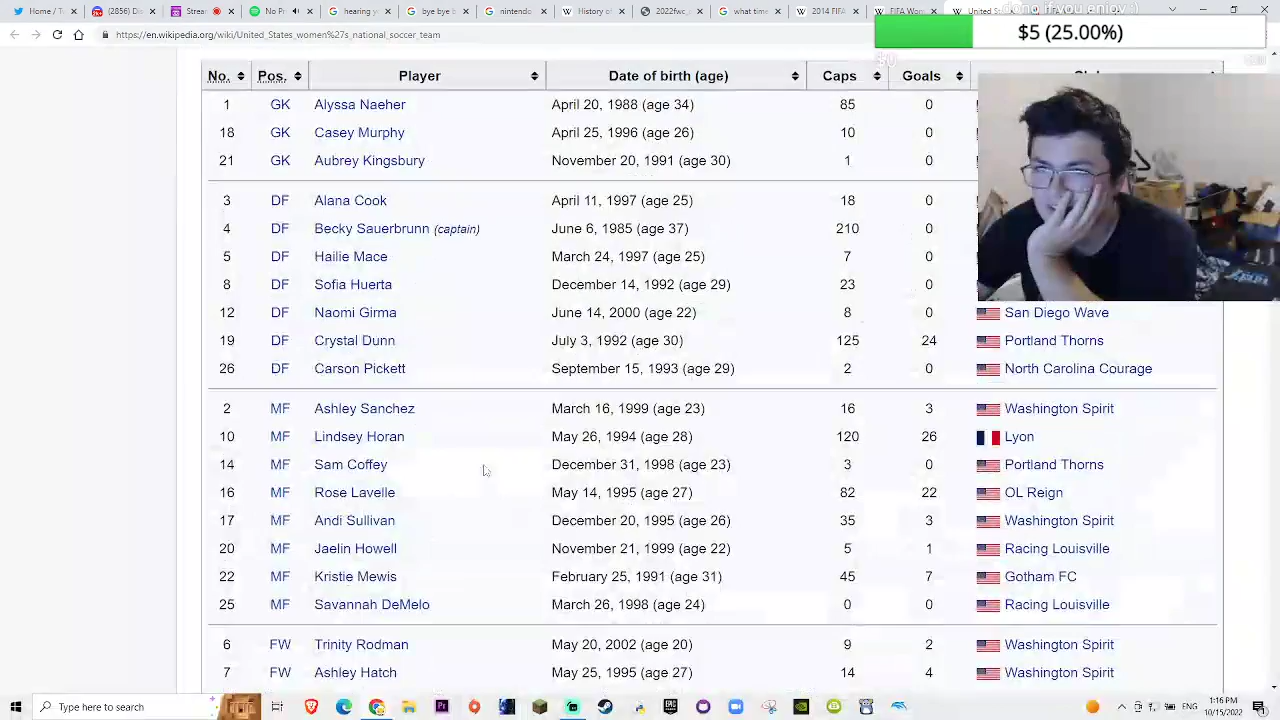 https://en.wikipedia.org/wiki/United_States_women's
$5 (25.00%)
No. Pos. Player Date of birth (age) Caps Goals
1 GK Alyssa Naeher April 20, 1988 (age 34) 85 0
18 GK Casey Murphy April 25, 1996 (age 26) 10 0
21 GK Aubrey Kingsbury November 20, 1991 (age 30) 1 0
3 DF Alana Cook April 11, 1997 (age 25) 18 0
4 DF Becky Sauerbrunn (captain) June 6, 1985 (age 37) 210 0
5 DF Hailie Mace March 24, 1997 (age 25) 7 0
8 DF Sofia Huerta December 14, 1992 (age 29) 23 0
12 DF Naomi Girma June 14, 2000 (age 22) 8 0 San Diego Wave
19 DF Crystal Dunn July 3, 1992 (age 30) 125 24 Portland Thorns
26 DF Carson Pickett September 15, 1993 (age 29) 2 0 North Carolina Courage
2 MF Ashley Sanchez March 16, 1999 (age 23) 16 3 Washington Spirit
10 MF Lindsey Horan May 26, 1994 (age 28) 120 26 Lyon
14 MF Sam Coffey December 31, 1998 (age 23) 3 0 Portland Thorns
16 MF Rose Lavelle May 14, 1995 (age 27) 82 22 OL Reign
17 MF Andi Sullivan December 20, 1995 (age 26) 35 3 Washington Spirit
20 MF Jaelin Howell November 21, 1999 (age 22) 5 1 Racing Louisville
22 MF Kristie Mewis February 25, 1991 (age 45 7 Gotham FC
25 MF Savannah DeMelo March 26, 1998 (age 24) 0 0 Racing Louisville
6 FW Trinity Rodman May 20, 2002 (age 20) 9 2 Washington Spirit
7 FW Ashley Hatch May 25, 1995 (age 27) 14 4 Washington Spirit
Type here to search
1:16 PM
10/15/2022